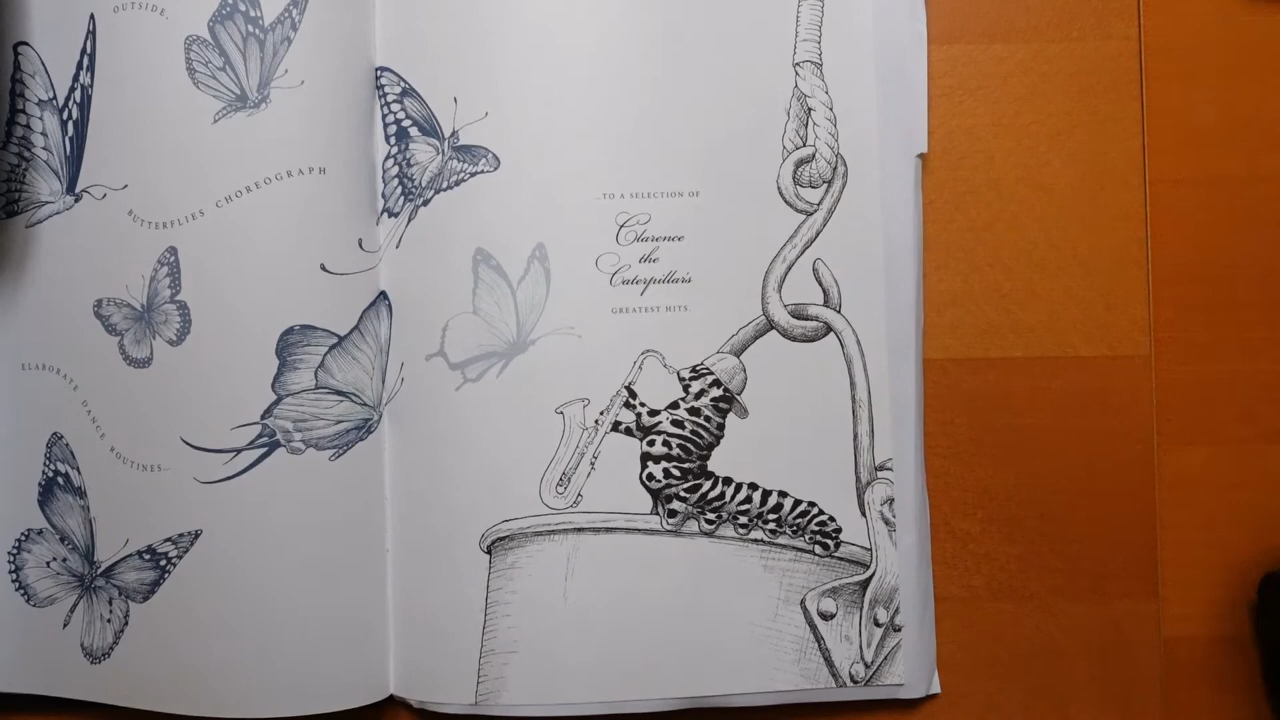 OUTSIDE,
BUTTERFLIES CHOREOGRAPH
ELABORATE DANCE ROUTINES...
...TO A SELECTION OF
Clarence
the
Caterpillar's
GREATEST HITS.